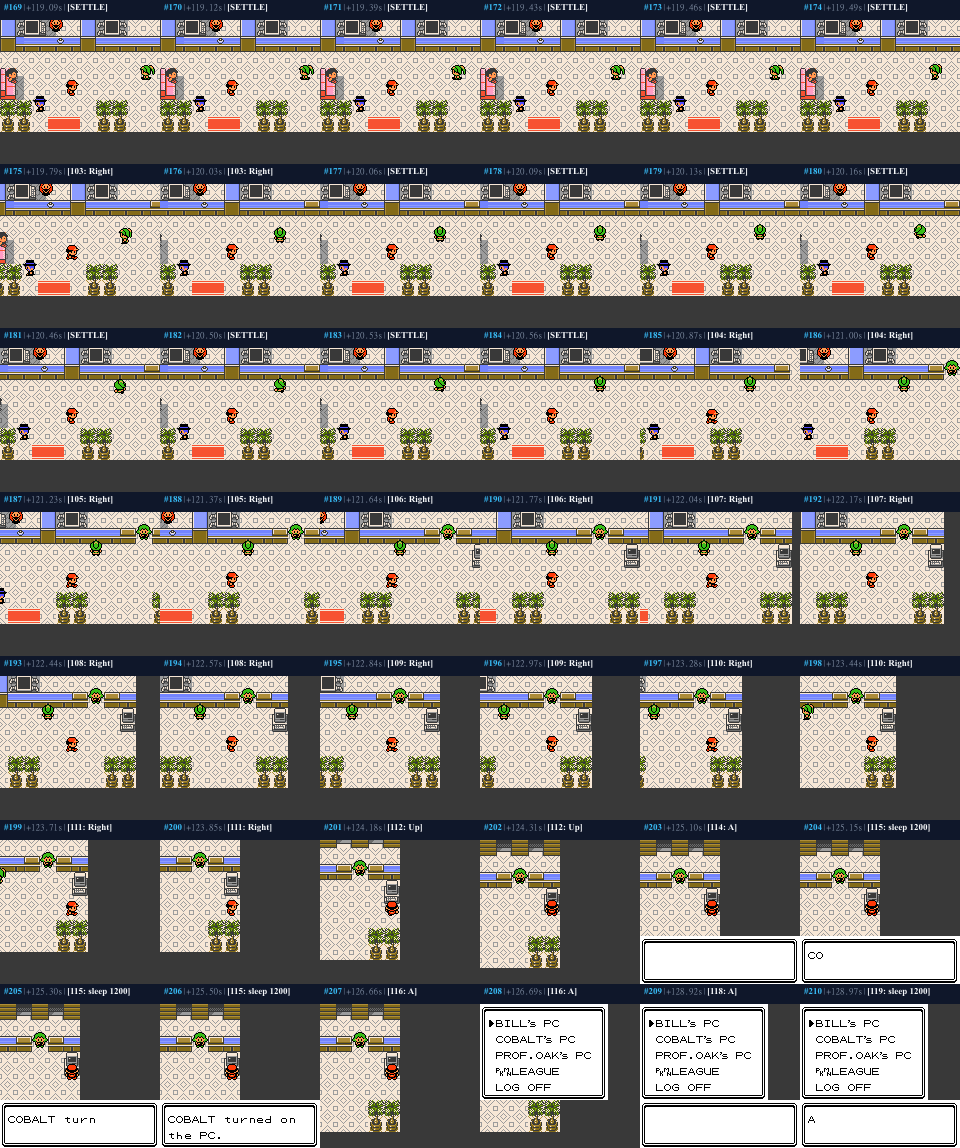 #169|+119.09s|[SETTLE]
#170|+119.12s|[SETTLE]
#171|+119.39s|[SETTLE]
#172|+119.43s|[SETTLE]
#173|+119.46s|[SETTLE]
#174|+119.49s|[SETTLE]
#175|+119.79s|[103: Right]
#176|+120.03s|[103: Right]
#177|+120.06s|[SETTLE]
#178|+120.09s|[SETTLE]
#179|+120.13s|[SETTLE]
#180|+120.16s|[SETTLE]
#181|+120.46s|[SETTLE]
#182|+120.50s|[SETTLE]
#183|+120.53s|[SETTLE]
#184|+120.56s|[SETTLE]
#185|+120.87s|[104: Right]
#186|+121.00s|[104: Right]
#187|+121.23s|[105: Right]
#188|+121.37s|[105: Right]
#189|+121.64s|[106: Right]
#190|+121.77s|[106: Right]
#191|+122.04s|[107: Right]
#192|+122.17s|[107: Right]
#193|+122.44s|[108: Right]
#194|+122.57s|[108: Right]
#195|+122.84s|[109: Right]
#196|+122.97s|[109: Right]
#197|+123.28s|[110: Right]
#198|+123.44s|[110: Right]
#199|+123.71s|[111: Right]
#200|+123.85s|[111: Right]
#201|+124.18s|[112: Up]
#202|+124.31s|[112: Up]
#203|+125.10s|[114: A]
#204|+125.15s|[115: sleep 1200]
CO
#205|+125.30s|[115: sleep 1200]
COBALT turn
#206|+125.50s|[115: sleep 1200]
COBALT turned on
the PC.
#207|+126.66s|[116: A]
#208|+126.69s|[116: A]
BILL's PC
COBALT's PC
PROF.OAK's PC
PKMNLEAGUE
LOG OFF
#209|+128.92s|[118: A]
BILL's PC
COBALT's PC
PROF.OAK's PC
PKMNLEAGUE
LOG OFF
#210|+128.97s|[119: sleep 1200]
BILL's PC
COBALT's PC
PROF.OAK's PC
PKMNLEAGUE
LOG OFF
A